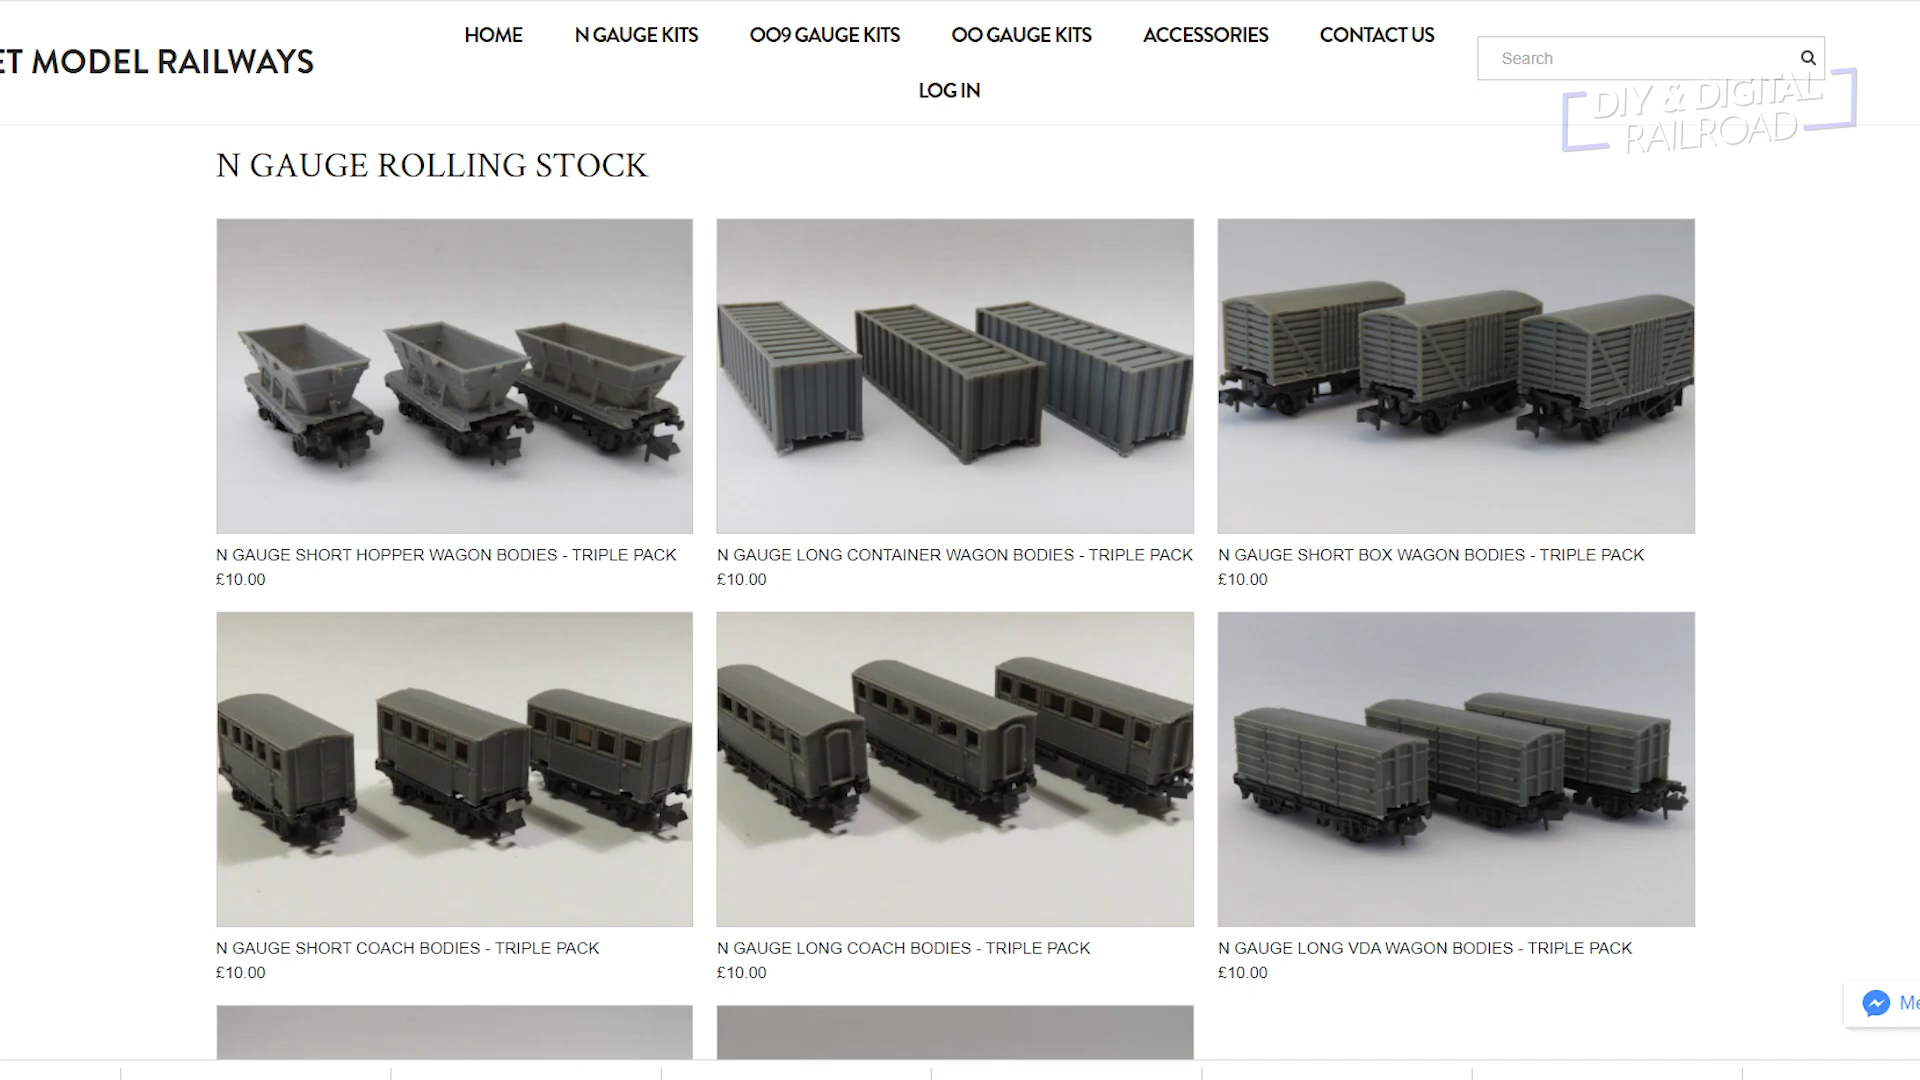 ET MODEL RAILWAYS
HOME N GAUGE KITS OO9 GAUGE KITS OO GAUGE KITS ACCESSORIES CONTACT US
LOG IN
Search
DIY & DIGITAL
RAILROAD
N GAUGE ROLLING STOCK
N GAUGE SHORT HOPPER WAGON BODIES - TRIPLE PACK
£10.00
N GAUGE LONG CONTAINER WAGON BODIES - TRIPLE PACK
£10.00
N GAUGE SHORT BOX WAGON BODIES - TRIPLE PACK
£10.00
N GAUGE SHORT COACH BODIES - TRIPLE PACK
£10.00
N GAUGE LONG COACH BODIES - TRIPLE PACK
£10.00
N GAUGE LONG VDA WAGON BODIES - TRIPLE PACK
£10.00
Me